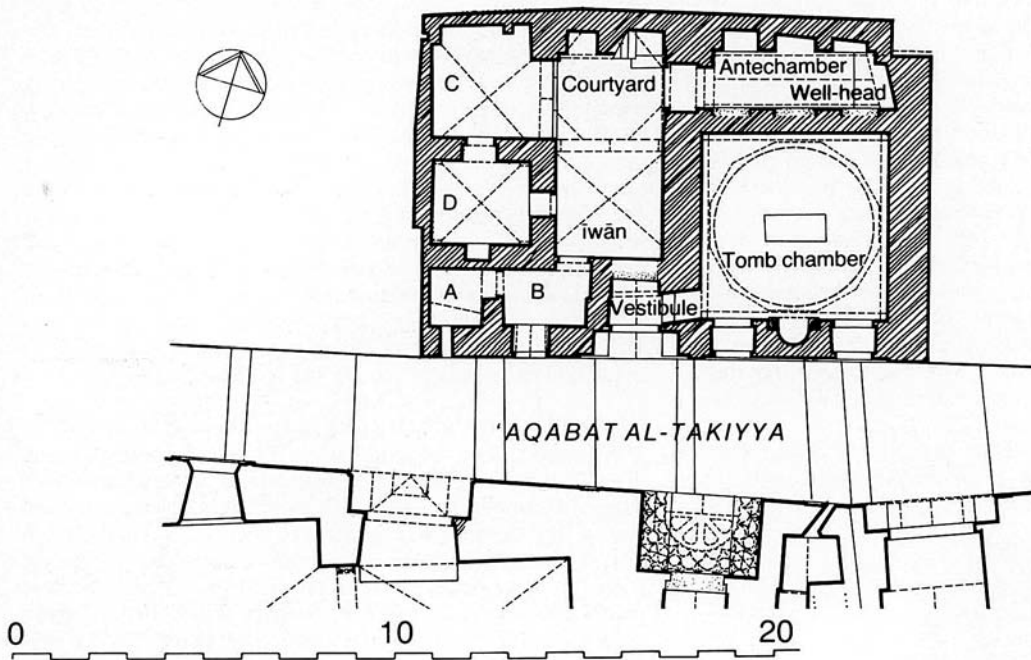 C
Courtyard
Antechamber
Well-head
D
īwān
Tomb chamber
A
B
Vestibule
'AQABAT AL-TAKIYYA
0
10
20